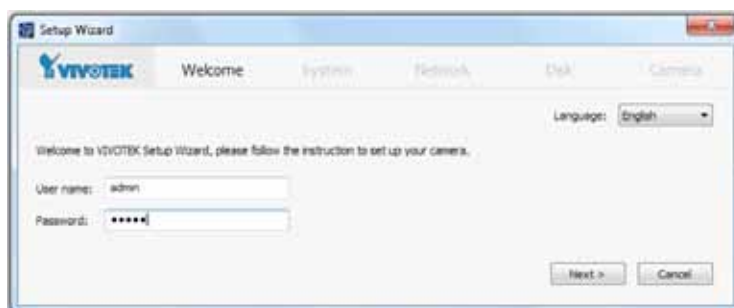 Setup Wizard
VIVOTEK
Welcome
System
Network
Disk
Camera
Language: English
Welcome to VIVOTEK Setup Wizard, please follow the instruction to set up your camera.
User name: admin
Password: •••••
Next >
Cancel